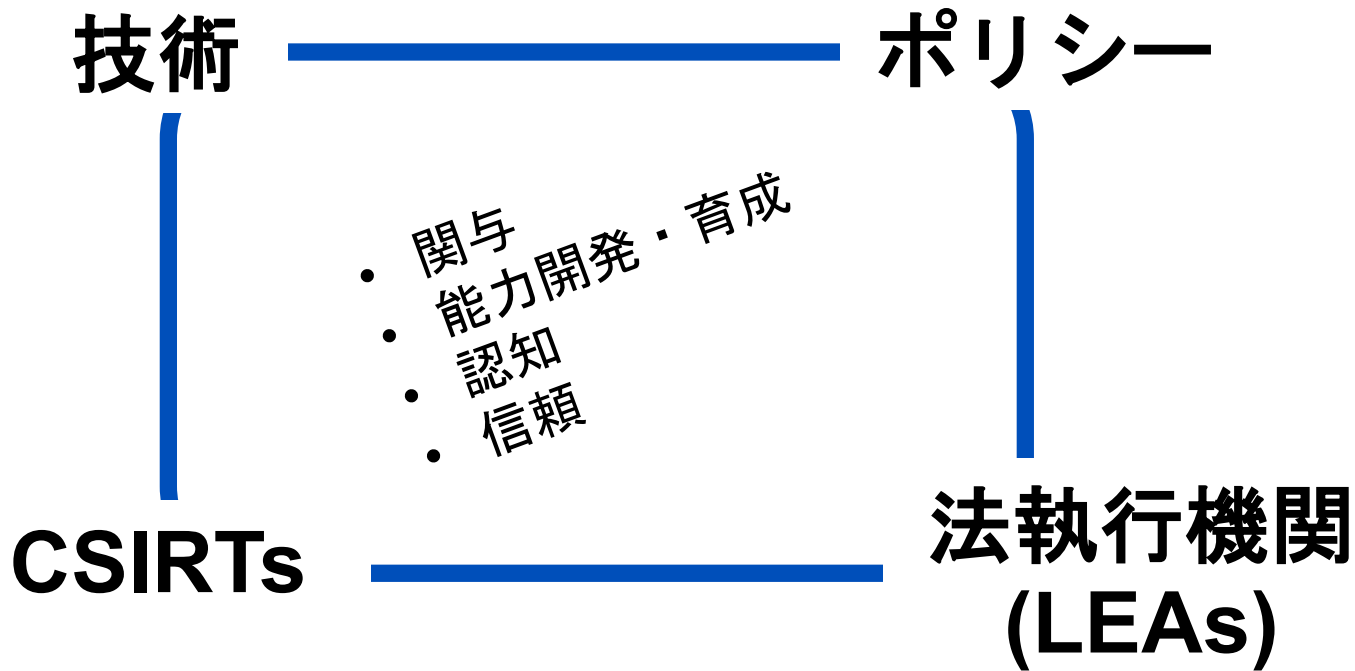 技術
ポリシー
• 関与
• 能力開発・育成
• 認知
• 信頼
CSIRTs
法執行機関
(LEAs)